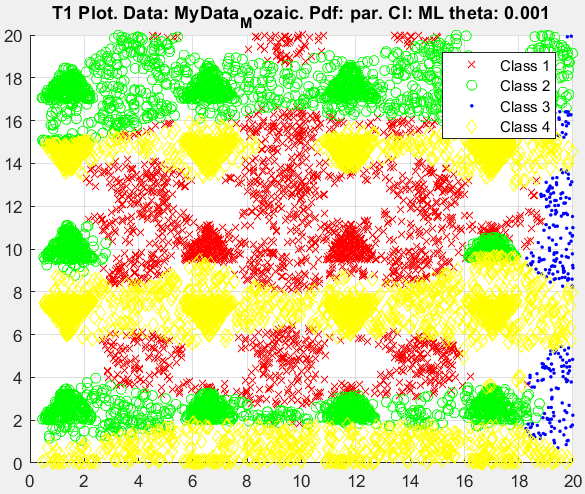 T1 Plot. Data: MyData_Mozaic. Pdf: par. Cl: ML theta: 0.001
20
18
16
14
12
10
8
6
4
2
0
Class 1
Class 2
Class 3
Class 4
0 2 4 6 8 10 12 14 16 18 20